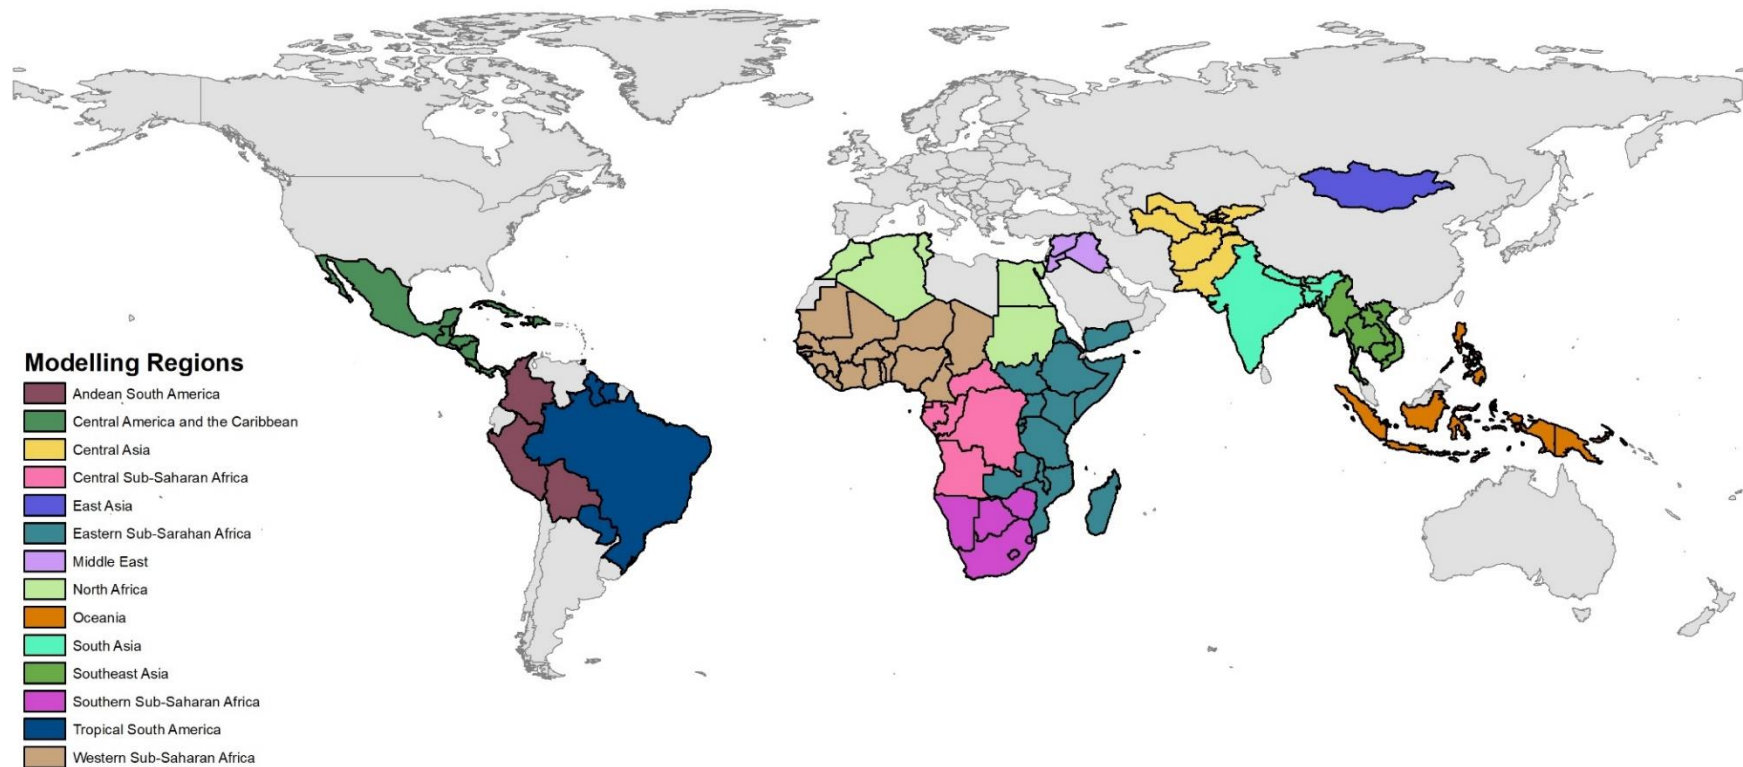 Modelling Regions
Andean South America
Central America and the Caribbean
Central Asia
Central Sub-Saharan Africa
East Asia
Eastern Sub-Sarahan Africa
Middle East
North Africa
Oceania
South Asia
Southeast Asia
Southern Sub-Saharan Africa
Tropical South America
Western Sub-Saharan Africa